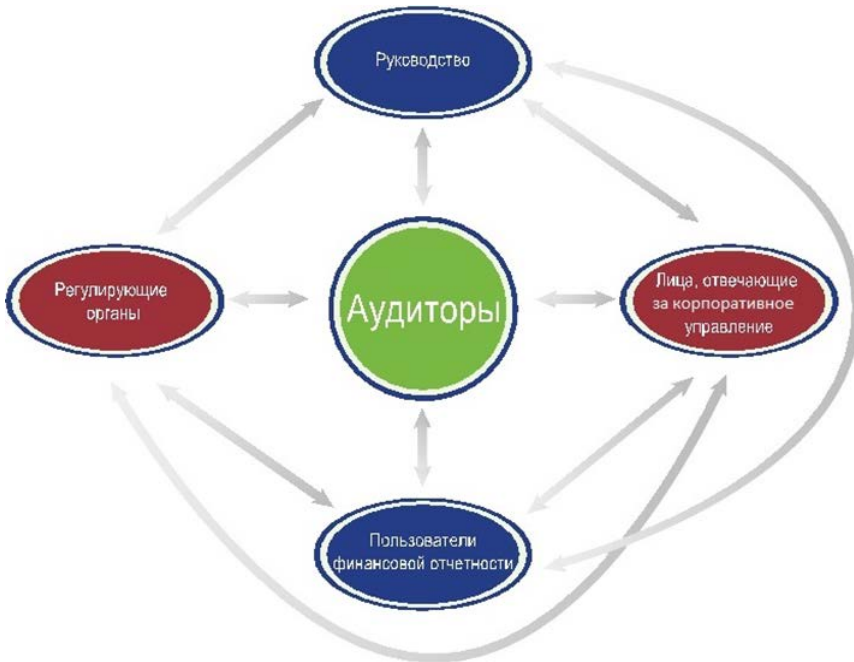 Руководство
Регулирующие
органы
Аудиторы
Лица, отвечающие
за корпоративное
управление
Пользователи
финансовой отчетности